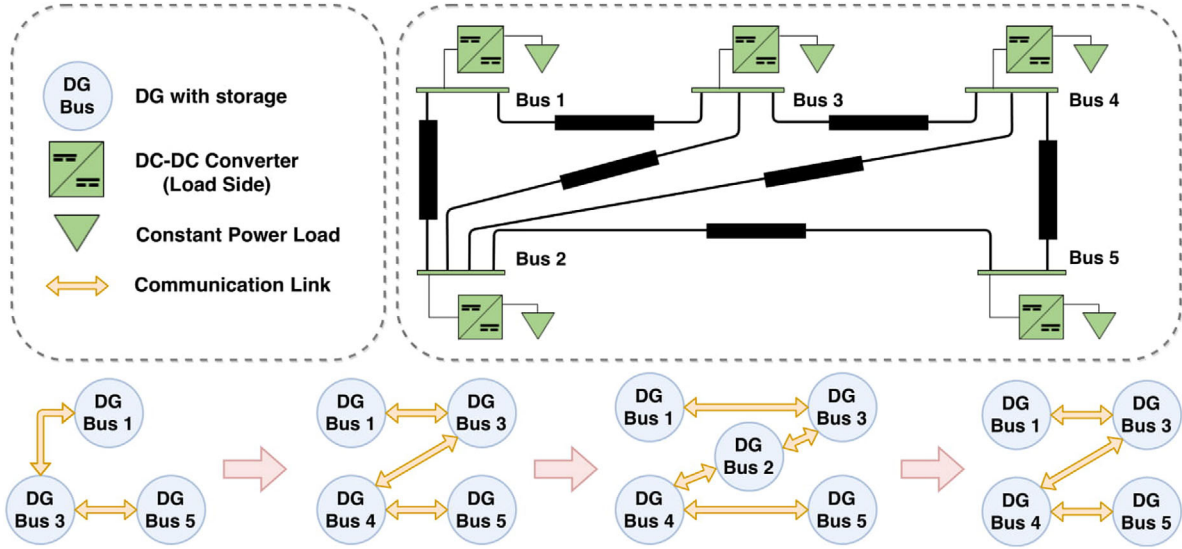 DG
Bus
DG with storage
DC-DC Converter
(Load Side)
Constant Power Load
Communication Link
Bus 1
Bus 3
Bus 4
Bus 2
Bus 5
DG
Bus 1
DG
Bus 3
DG
Bus 5
DG
Bus 1
DG
Bus 3
DG
Bus 4
DG
Bus 5
DG
Bus 1
DG
Bus 3
DG
Bus 2
DG
Bus 4
DG
Bus 5
DG
Bus 1
DG
Bus 3
DG
Bus 4
DG
Bus 5